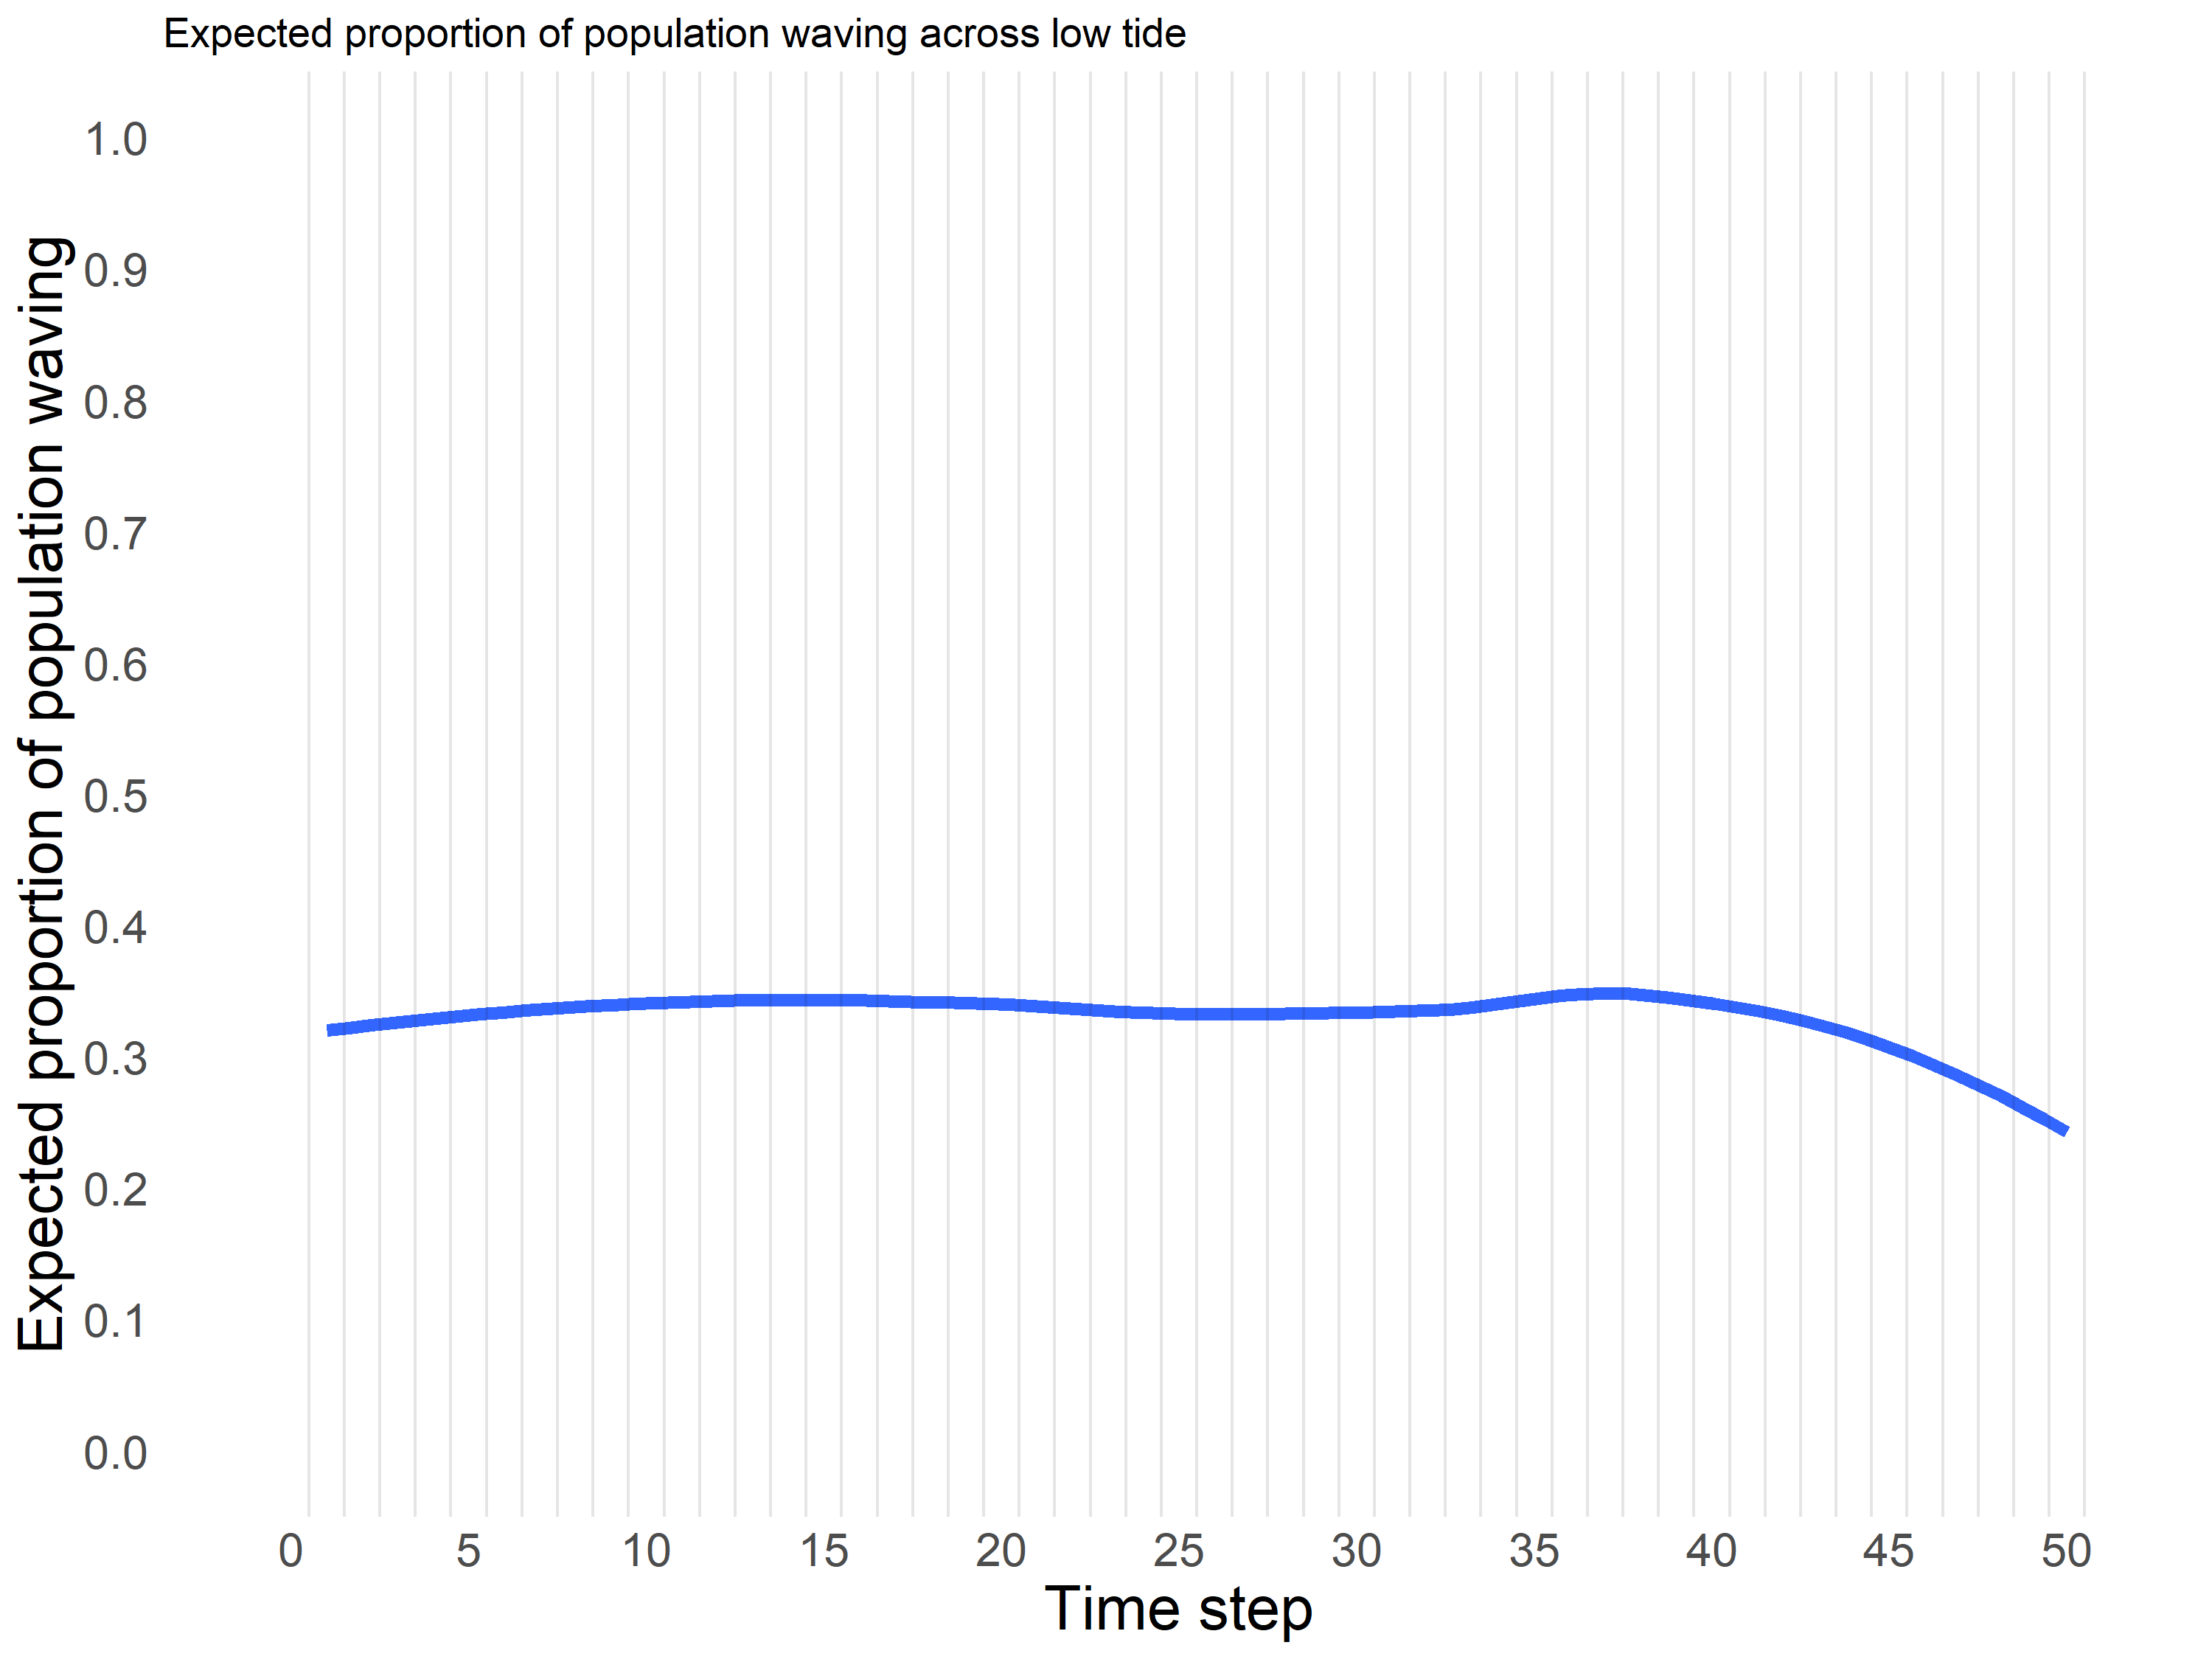 Expected proportion of population waving across low tide
Expected proportion of population waving
1.0
0.9
0.8
0.7
0.6
0.5
0.4
0.3
0.2
0.1
0.0
0 5 10 15 20 25 30 35 40 45 50
Time step